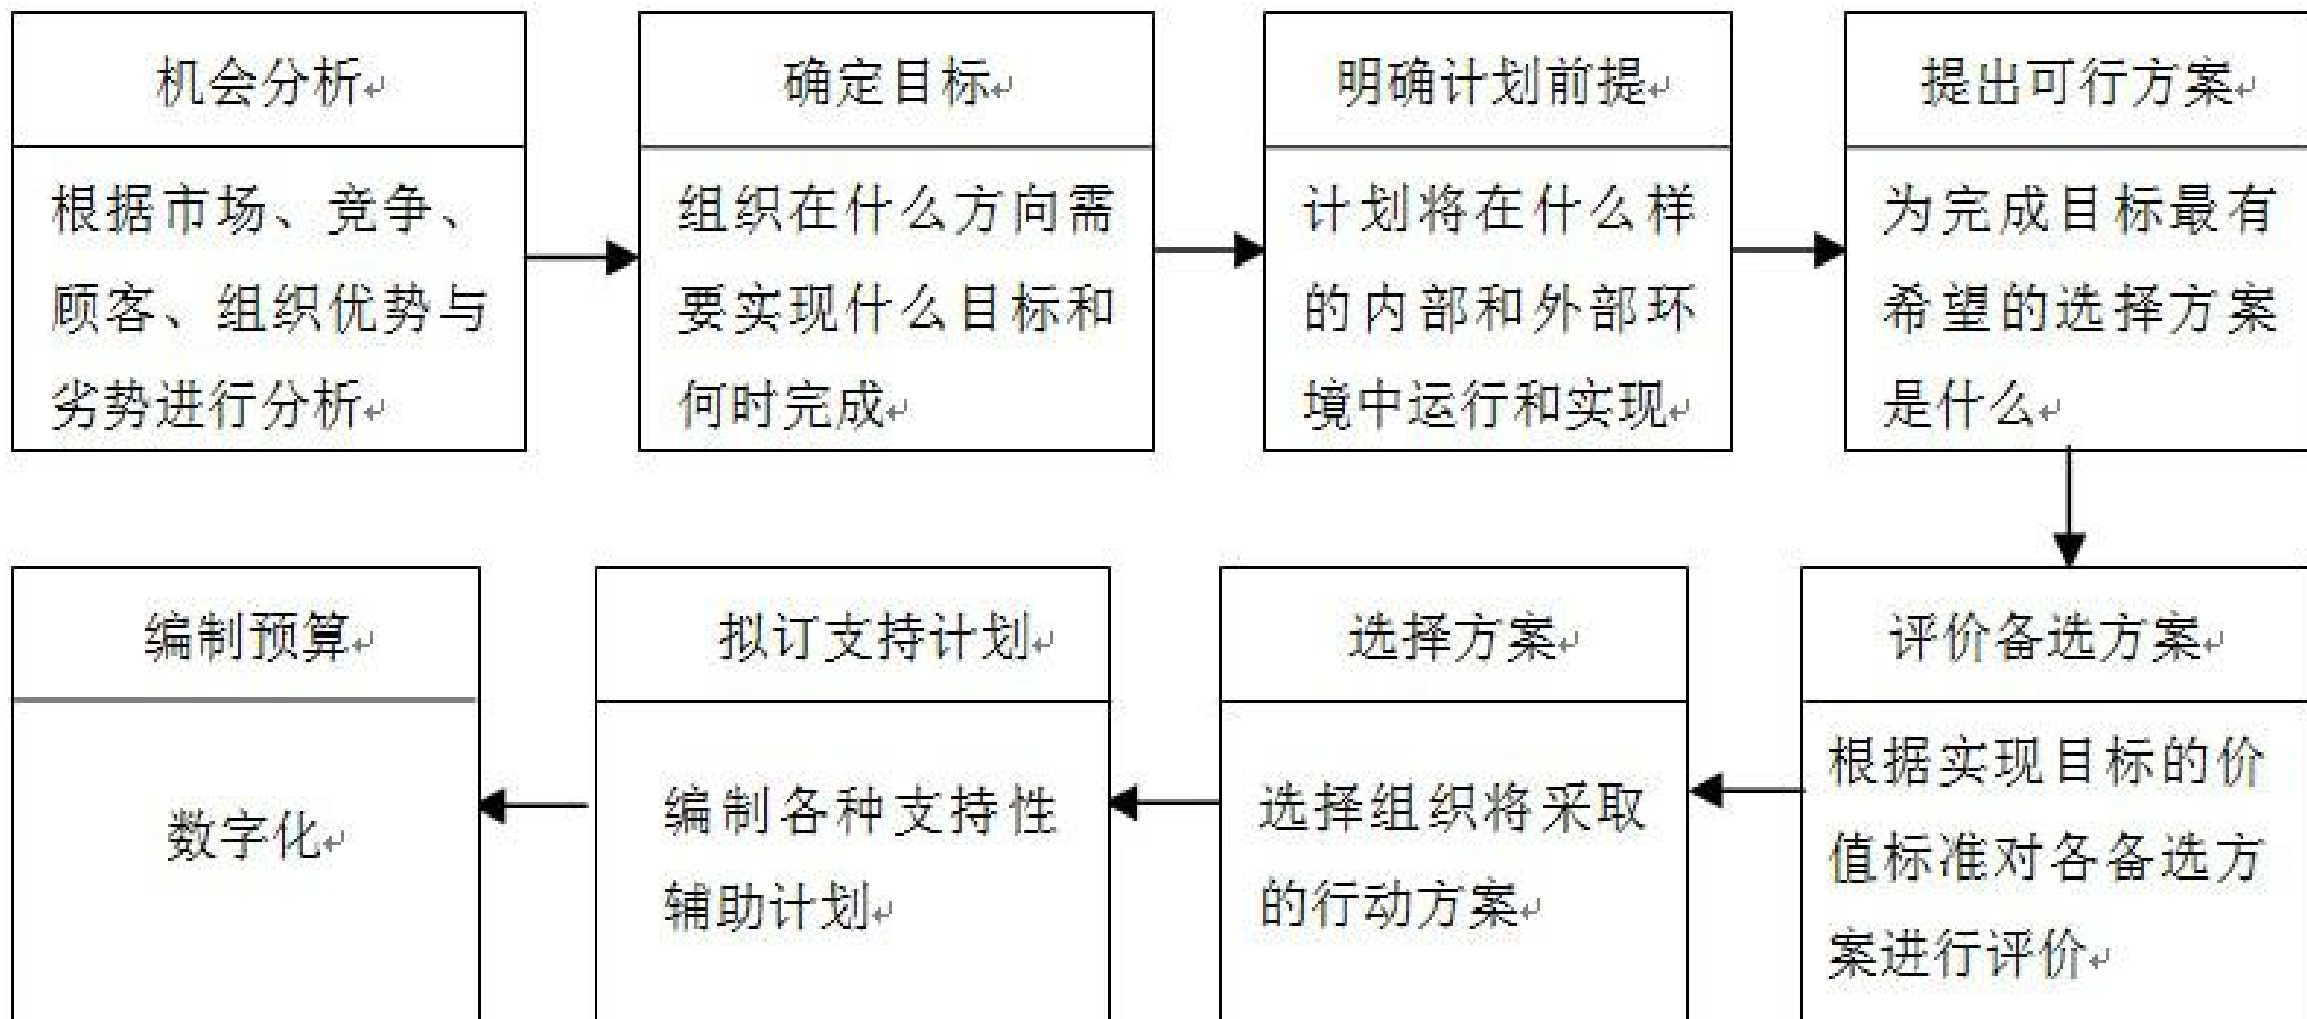 机会分析
根据市场、竞争、
顾客、组织优势与
劣势进行分析
确定目标
组织在什么方向需
要实现什么目标和
何时完成
明确计划前提
计划将在什么样
的内部和外部环
境中运行和实现
提出可行方案
为完成目标最有
希望的选择方案
是什么
评价备选方案
根据实现目标的价
值标准对各备选方
案进行评价
选择方案
选择组织将采取
的行动方案
拟订支持计划
编制各种支持性
辅助计划
编制预算
数字化